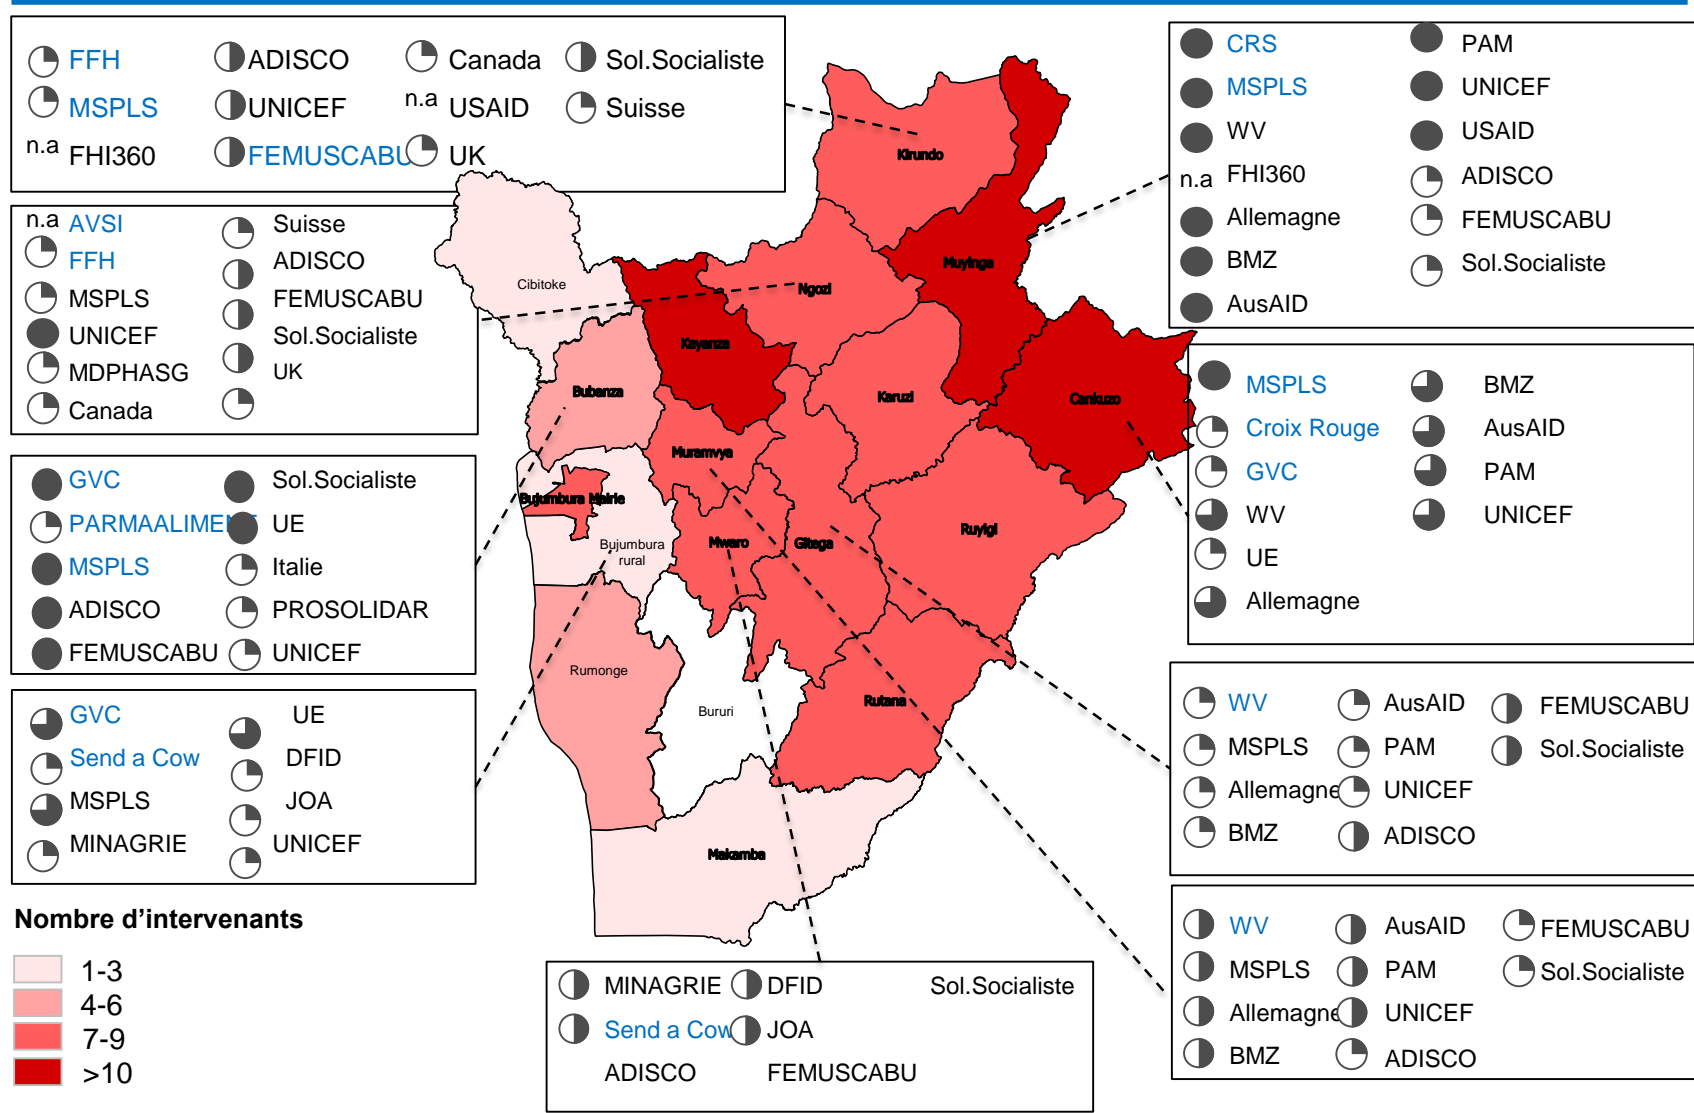 FFH ADISCO Canada Sol.Socialiste
MSPLS UNICEF n.a USAID Suisse
n.a FHI360 FEMUSCABU UK
n.a AVSI Suisse
FFH ADISCO
MSPLS FEMUSCABU
UNICEF Sol.Socialiste
MDPHASG UK
Canada
GVC Sol.Socialiste
PARMAALIMENT UE
MSPLS Italie
ADISCO PROSOLIDAR
FEMUSCABU UNICEF
GVC UE
Send a Cow DFID
MSPLS JOA
MINAGRIE UNICEF
Nombre d’intervenants
1-3
4-6
7-9
>10
Kirundo
Cibitoke
Muyinga
Ngozi
Kayanza
Bubanza
Karuzi
Cankuzo
Muramvya
Bujumbura Mairie
Bujumbura
rural
Mwaro
Gitega
Ruyigi
Rumonge
Bururi
Rutana
Makamba
CRS PAM
MSPLS UNICEF
WV USAID
n.a FHI360 ADISCO
Allemagne FEMUSCABU
BMZ Sol.Socialiste
AusAID
MSPLS BMZ
Croix Rouge AusAID
GVC PAM
WV UNICEF
UE
Allemagne
WV AusAID FEMUSCABU
MSPLS PAM Sol.Socialiste
Allemagne UNICEF
BMZ ADISCO
WV AusAID FEMUSCABU
MSPLS PAM Sol.Socialiste
Allemagne UNICEF
BMZ ADISCO
MINAGRIE DFID Sol.Socialiste
Send a Cow JOA
ADISCO FEMUSCABU